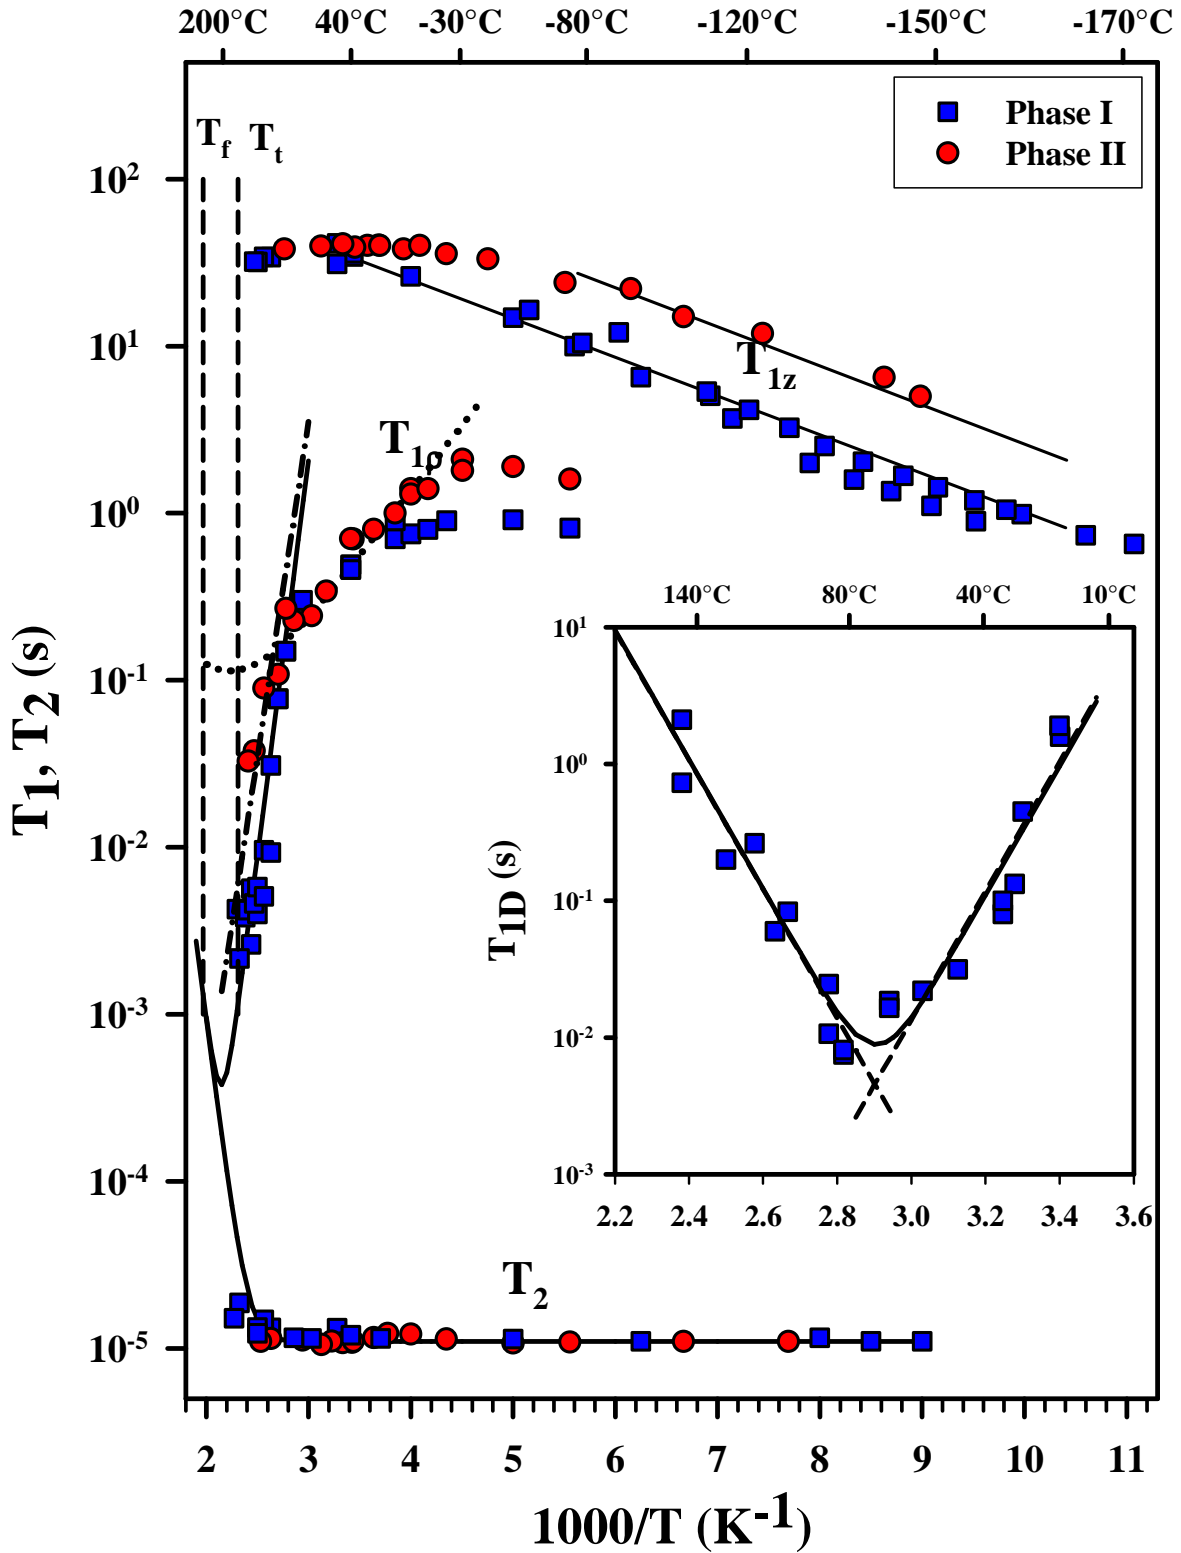 200°C 40°C -30°C -80°C -120°C -150°C -170°C
Phase I
Phase II
T_f T_t
10^2
10^1
10^0
10^-1
10^-2
10^-3
10^-4
10^-5
T_1, T_2 (s)
T_1z
T_1ρ
T_2
140°C 80°C 40°C 10°C
10^1
10^0
10^-1
10^-2
10^-3
T_1D (s)
2.2 2.4 2.6 2.8 3.0 3.2 3.4 3.6
2 3 4 5 6 7 8 9 10 11
1000/T (K^-1)